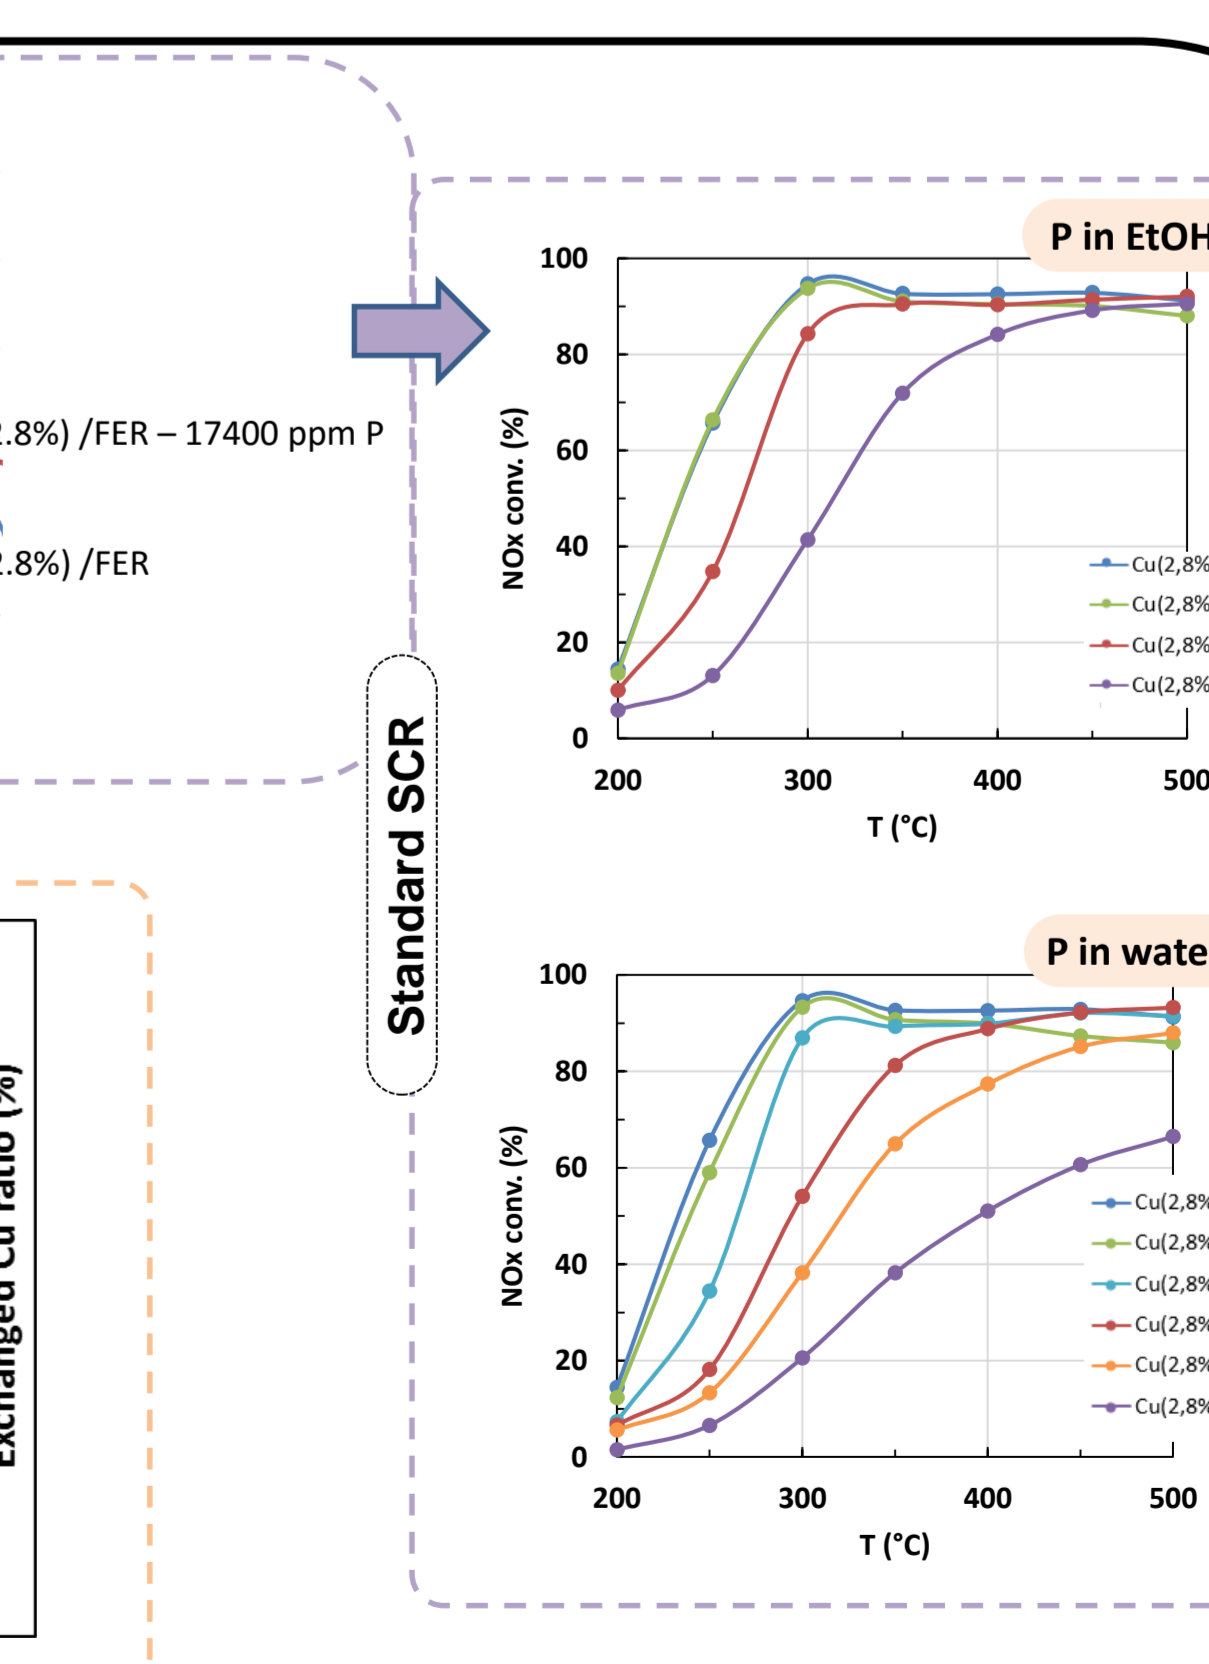 .8%) /FER – 17400 ppm P
.8%) /FER
Standard SCR
Exchanged Cu ratio (%)
P in EtOH
NOx conv. (%)
100
80
60
40
20
0
200
300
400
500
T (°C)
Cu(2,8%
Cu(2,8%
Cu(2,8%
Cu(2,8%
P in wate
NOx conv. (%)
100
80
60
40
20
0
200
300
400
500
T (°C)
Cu(2,8%
Cu(2,8%
Cu(2,8%
Cu(2,8%
Cu(2,8%
Cu(2,8%